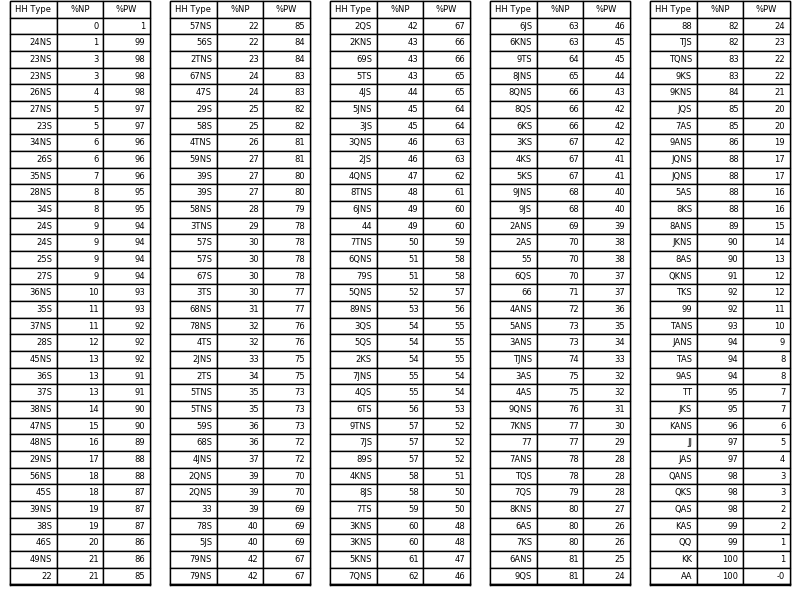 HH Type %NP %PW HH Type %NP %PW HH Type %NP %PW HH Type %NP %PW HH Type %NP %PW
0 1 57NS 22 85 2QS 42 67 6JS 63 46 88 82 24
24NS 1 99 56S 22 84 2KNS 43 66 6KNS 63 45 TJS 82 23
23NS 3 98 2TNS 23 84 69S 43 66 9TS 64 45 TQNS 83 22
23NS 3 98 67NS 24 83 5TS 43 65 8JNS 65 44 9KS 83 22
26NS 4 98 47S 24 83 4JS 44 65 8QNS 66 43 9KNS 84 21
27NS 5 97 29S 25 82 5JNS 45 64 8QS 66 42 JQS 85 20
23S 5 97 58S 25 82 3JS 45 64 6KS 66 42 7AS 85 20
34NS 6 96 4TNS 26 81 3QNS 46 63 3KS 67 42 9ANS 86 19
26S 6 96 59NS 27 81 2JS 46 63 4KS 67 41 JQNS 88 17
35NS 7 96 39S 27 80 4QNS 47 62 5KS 67 41 JQNS 88 17
28NS 8 95 39S 27 80 8TNS 48 61 9JNS 68 40 5AS 88 16
34S 8 95 58NS 28 79 6JNS 49 60 9JS 68 40 8KS 88 16
24S 9 94 3TNS 29 78 44 49 60 2ANS 69 39 8ANS 89 15
24S 9 94 57S 30 78 7TNS 50 59 2AS 70 38 JKNS 90 14
25S 9 94 57S 30 78 6QNS 51 58 55 70 38 8AS 90 13
27S 9 94 67S 30 78 79S 51 58 6QS 70 37 QKNS 91 12
36NS 10 93 3TS 30 77 5QNS 52 57 66 71 37 TKS 92 12
35S 11 93 68NS 31 77 89NS 53 56 4ANS 72 36 99 92 11
37NS 11 92 78NS 32 76 3QS 54 55 5ANS 73 35 TANS 93 10
28S 12 92 4TS 32 76 5QS 54 55 3ANS 73 34 JANS 94 9
45NS 13 92 2JNS 33 75 2KS 54 55 TJNS 74 33 TAS 94 8
36S 13 91 2TS 34 75 7JNS 55 54 3AS 75 32 9AS 94 8
37S 13 91 5TNS 35 73 4QS 55 54 4AS 75 32 TT 95 7
38NS 14 90 5TNS 35 73 6TS 56 53 9QNS 76 31 JKS 95 7
47NS 15 90 59S 36 73 9TNS 57 52 7KNS 77 30 KANS 96 6
48NS 16 89 68S 36 72 7JS 57 52 77 77 29 JJ 97 5
29NS 17 88 4JNS 37 72 89S 57 52 7ANS 78 28 JAS 97 4
56NS 18 88 2QNS 39 70 4KNS 58 51 TQS 78 28 QANS 98 3
45S 18 87 2QNS 39 70 8JS 58 50 7QS 79 28 QKS 98 3
39NS 19 87 33 39 69 7TS 59 50 8KNS 80 27 QAS 98 2
38S 19 87 78S 40 69 3KNS 60 48 6AS 80 26 KAS 99 2
46S 20 86 5JS 40 69 3KNS 60 48 7KS 80 26 QQ 99 1
49NS 21 86 79NS 42 67 5KNS 61 47 6ANS 81 25 KK 100 1
22 21 85 79NS 42 67 7QNS 62 46 9QS 81 24 AA 100 -0